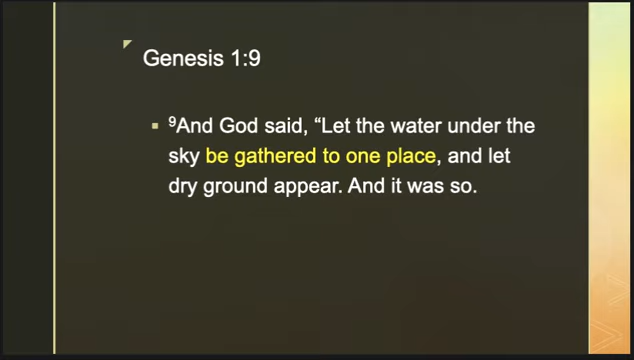 Genesis 1:9
▪ ⁹And God said, “Let the water under the
sky be gathered to one place, and let
dry ground appear. And it was so.